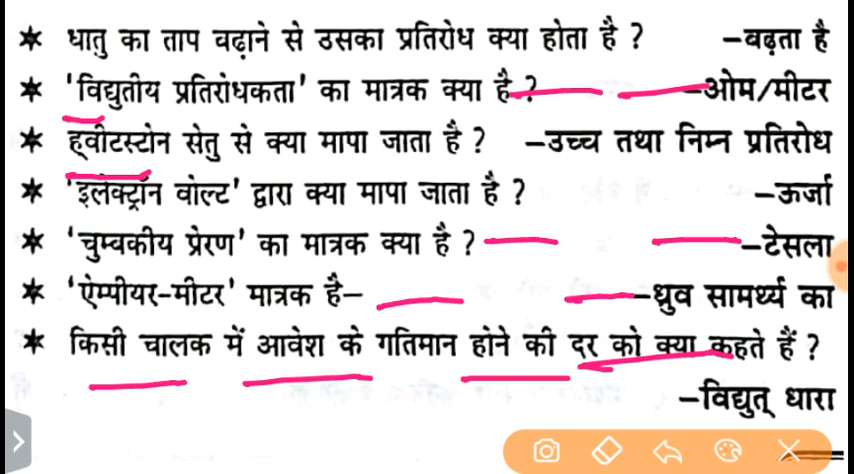 * धातु का ताप बढ़ाने से उसका प्रतिरोध क्या होता है ? –बढ़ता है
* 'विद्युतीय प्रतिरोधकता' का मात्रक क्या है ? –ओम/मीटर
* ह्वीटस्टोन सेतु से क्या मापा जाता है ? –उच्च तथा निम्न प्रतिरोध
* 'इलेक्ट्रॉन वोल्ट' द्वारा क्या मापा जाता है ? –ऊर्जा
* 'चुम्बकीय प्रेरण' का मात्रक क्या है ? –टेसला
* 'ऐम्पीयर-मीटर' मात्रक है– –ध्रुव सामर्थ्य का
* किसी चालक में आवेश के गतिमान होने की दर को क्या कहते हैं ?
–विद्युत् धारा